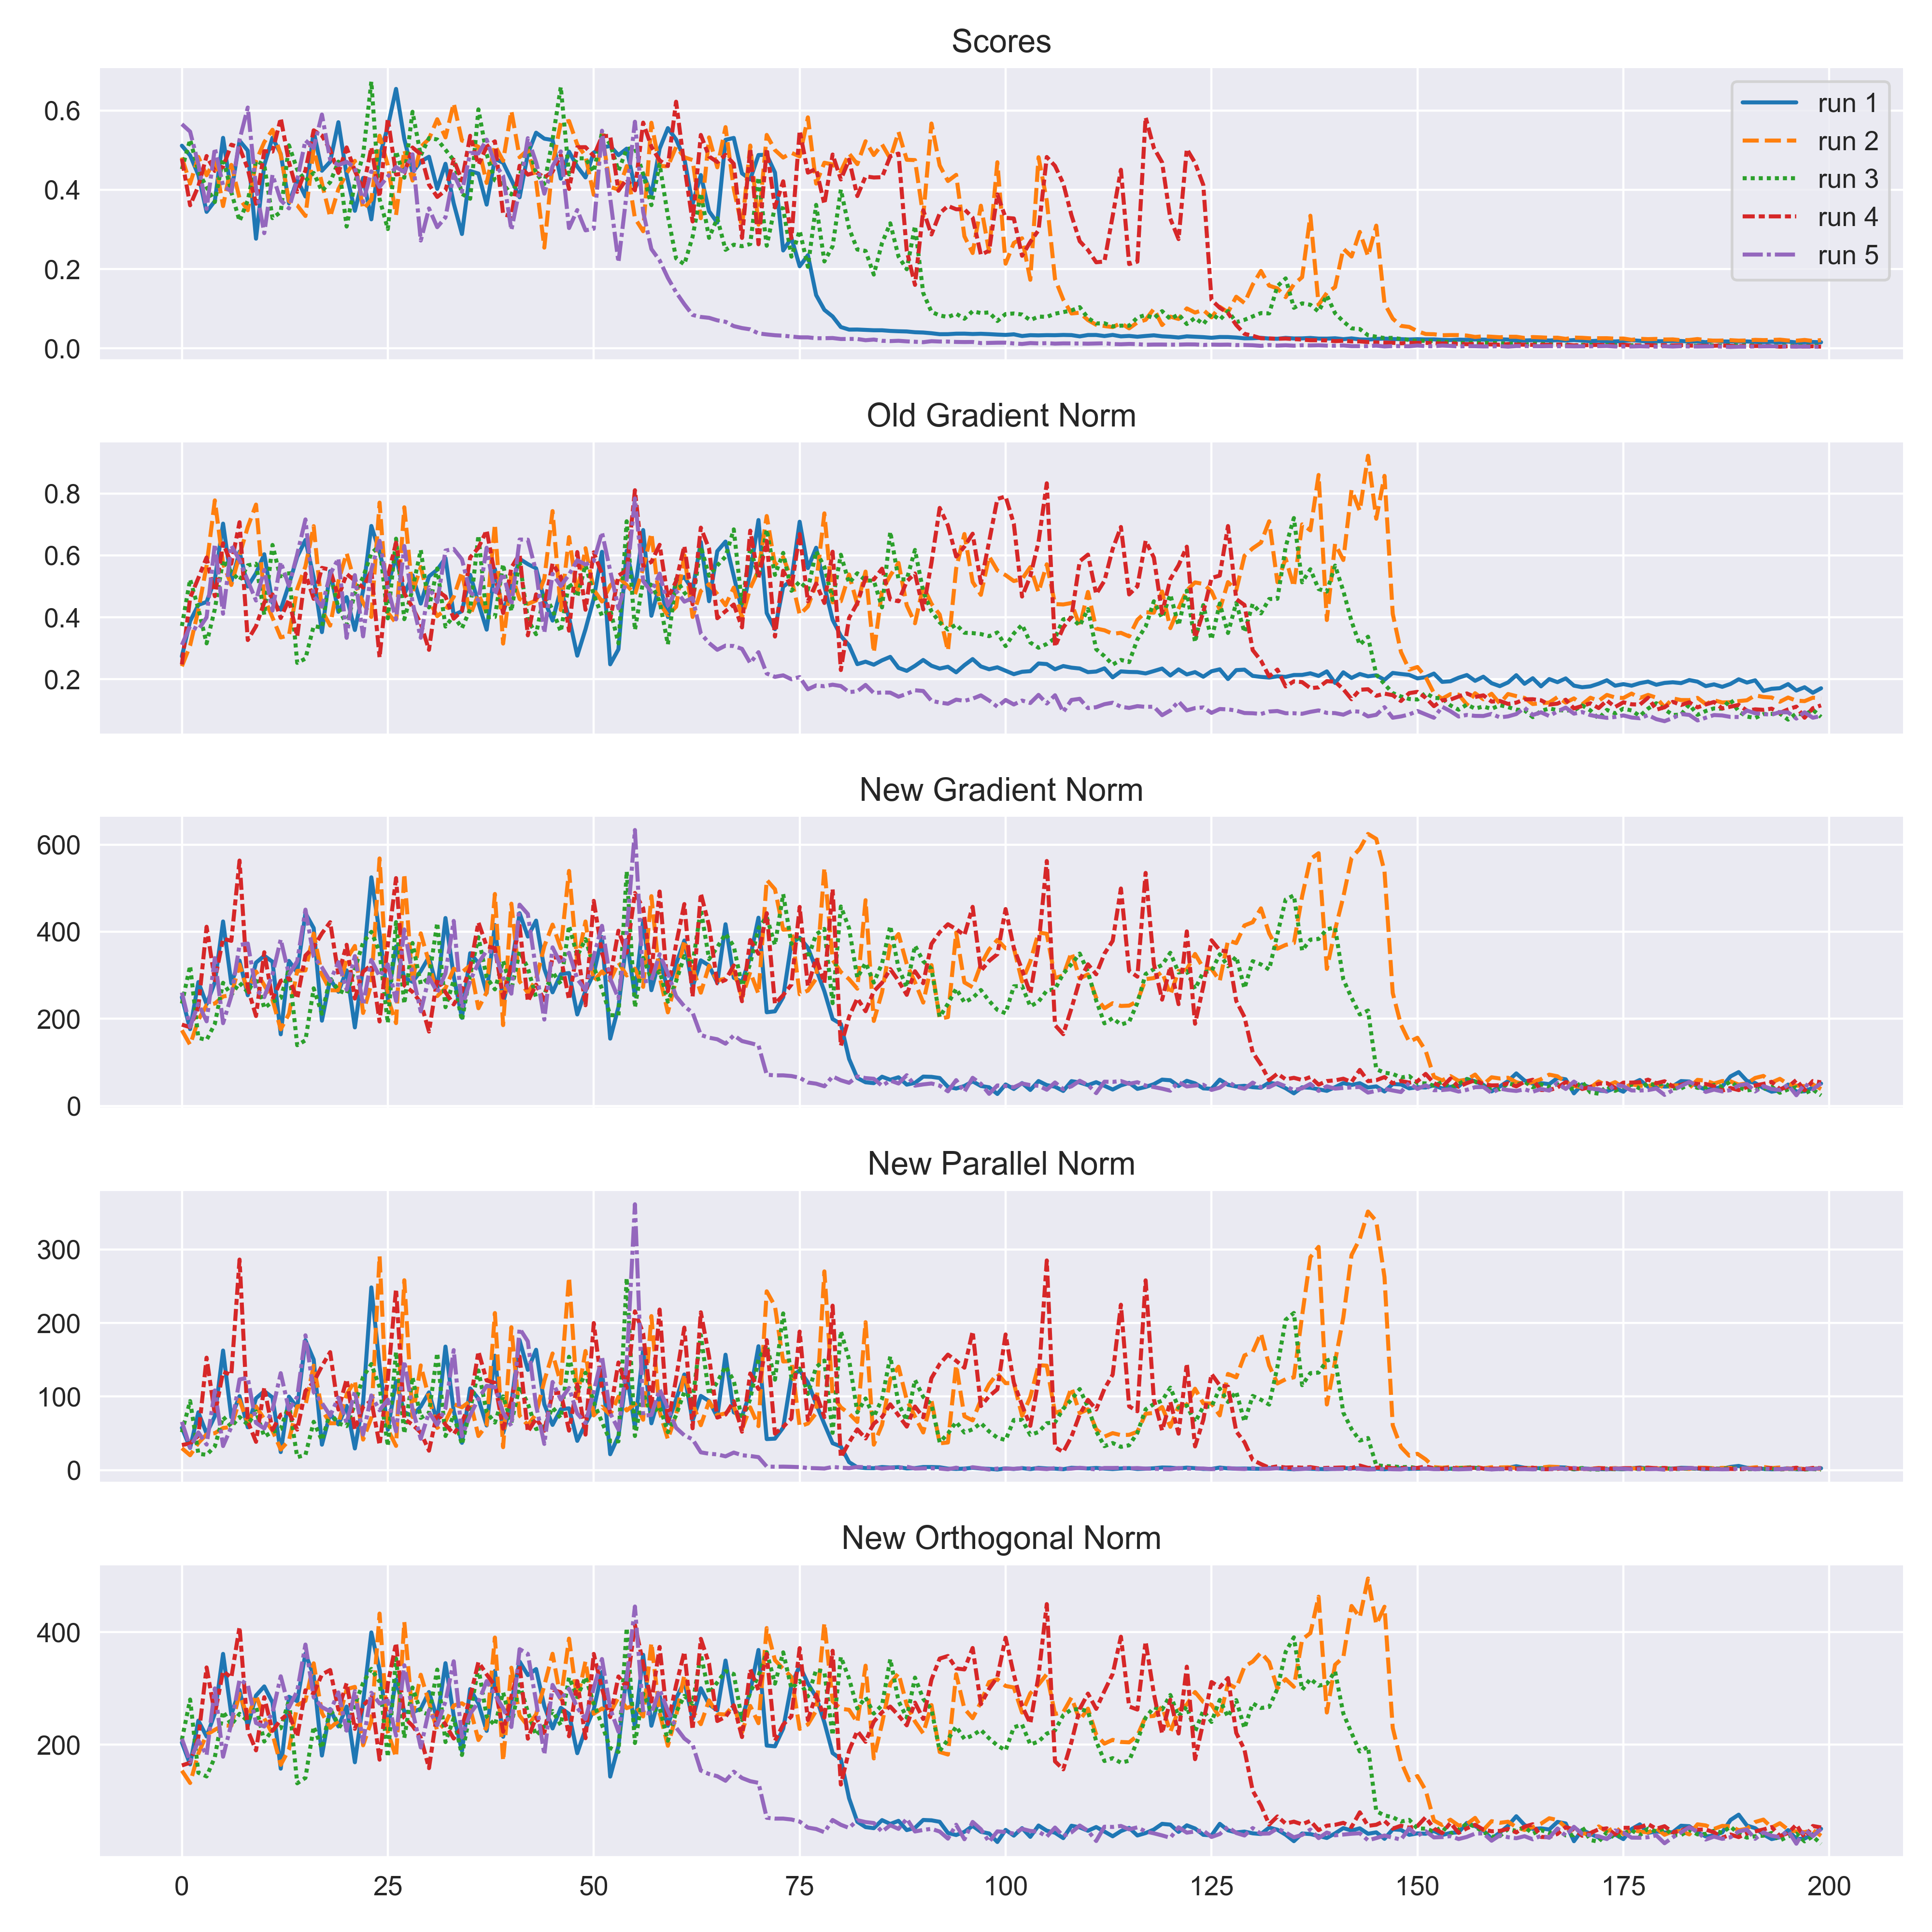 Scores
0.6
0.4
0.2
0.0
run 1
run 2
run 3
run 4
run 5
Old Gradient Norm
0.8
0.6
0.4
0.2
New Gradient Norm
600
400
200
0
New Parallel Norm
300
200
100
0
New Orthogonal Norm
400
200
0 25 50 75 100 125 150 175 200